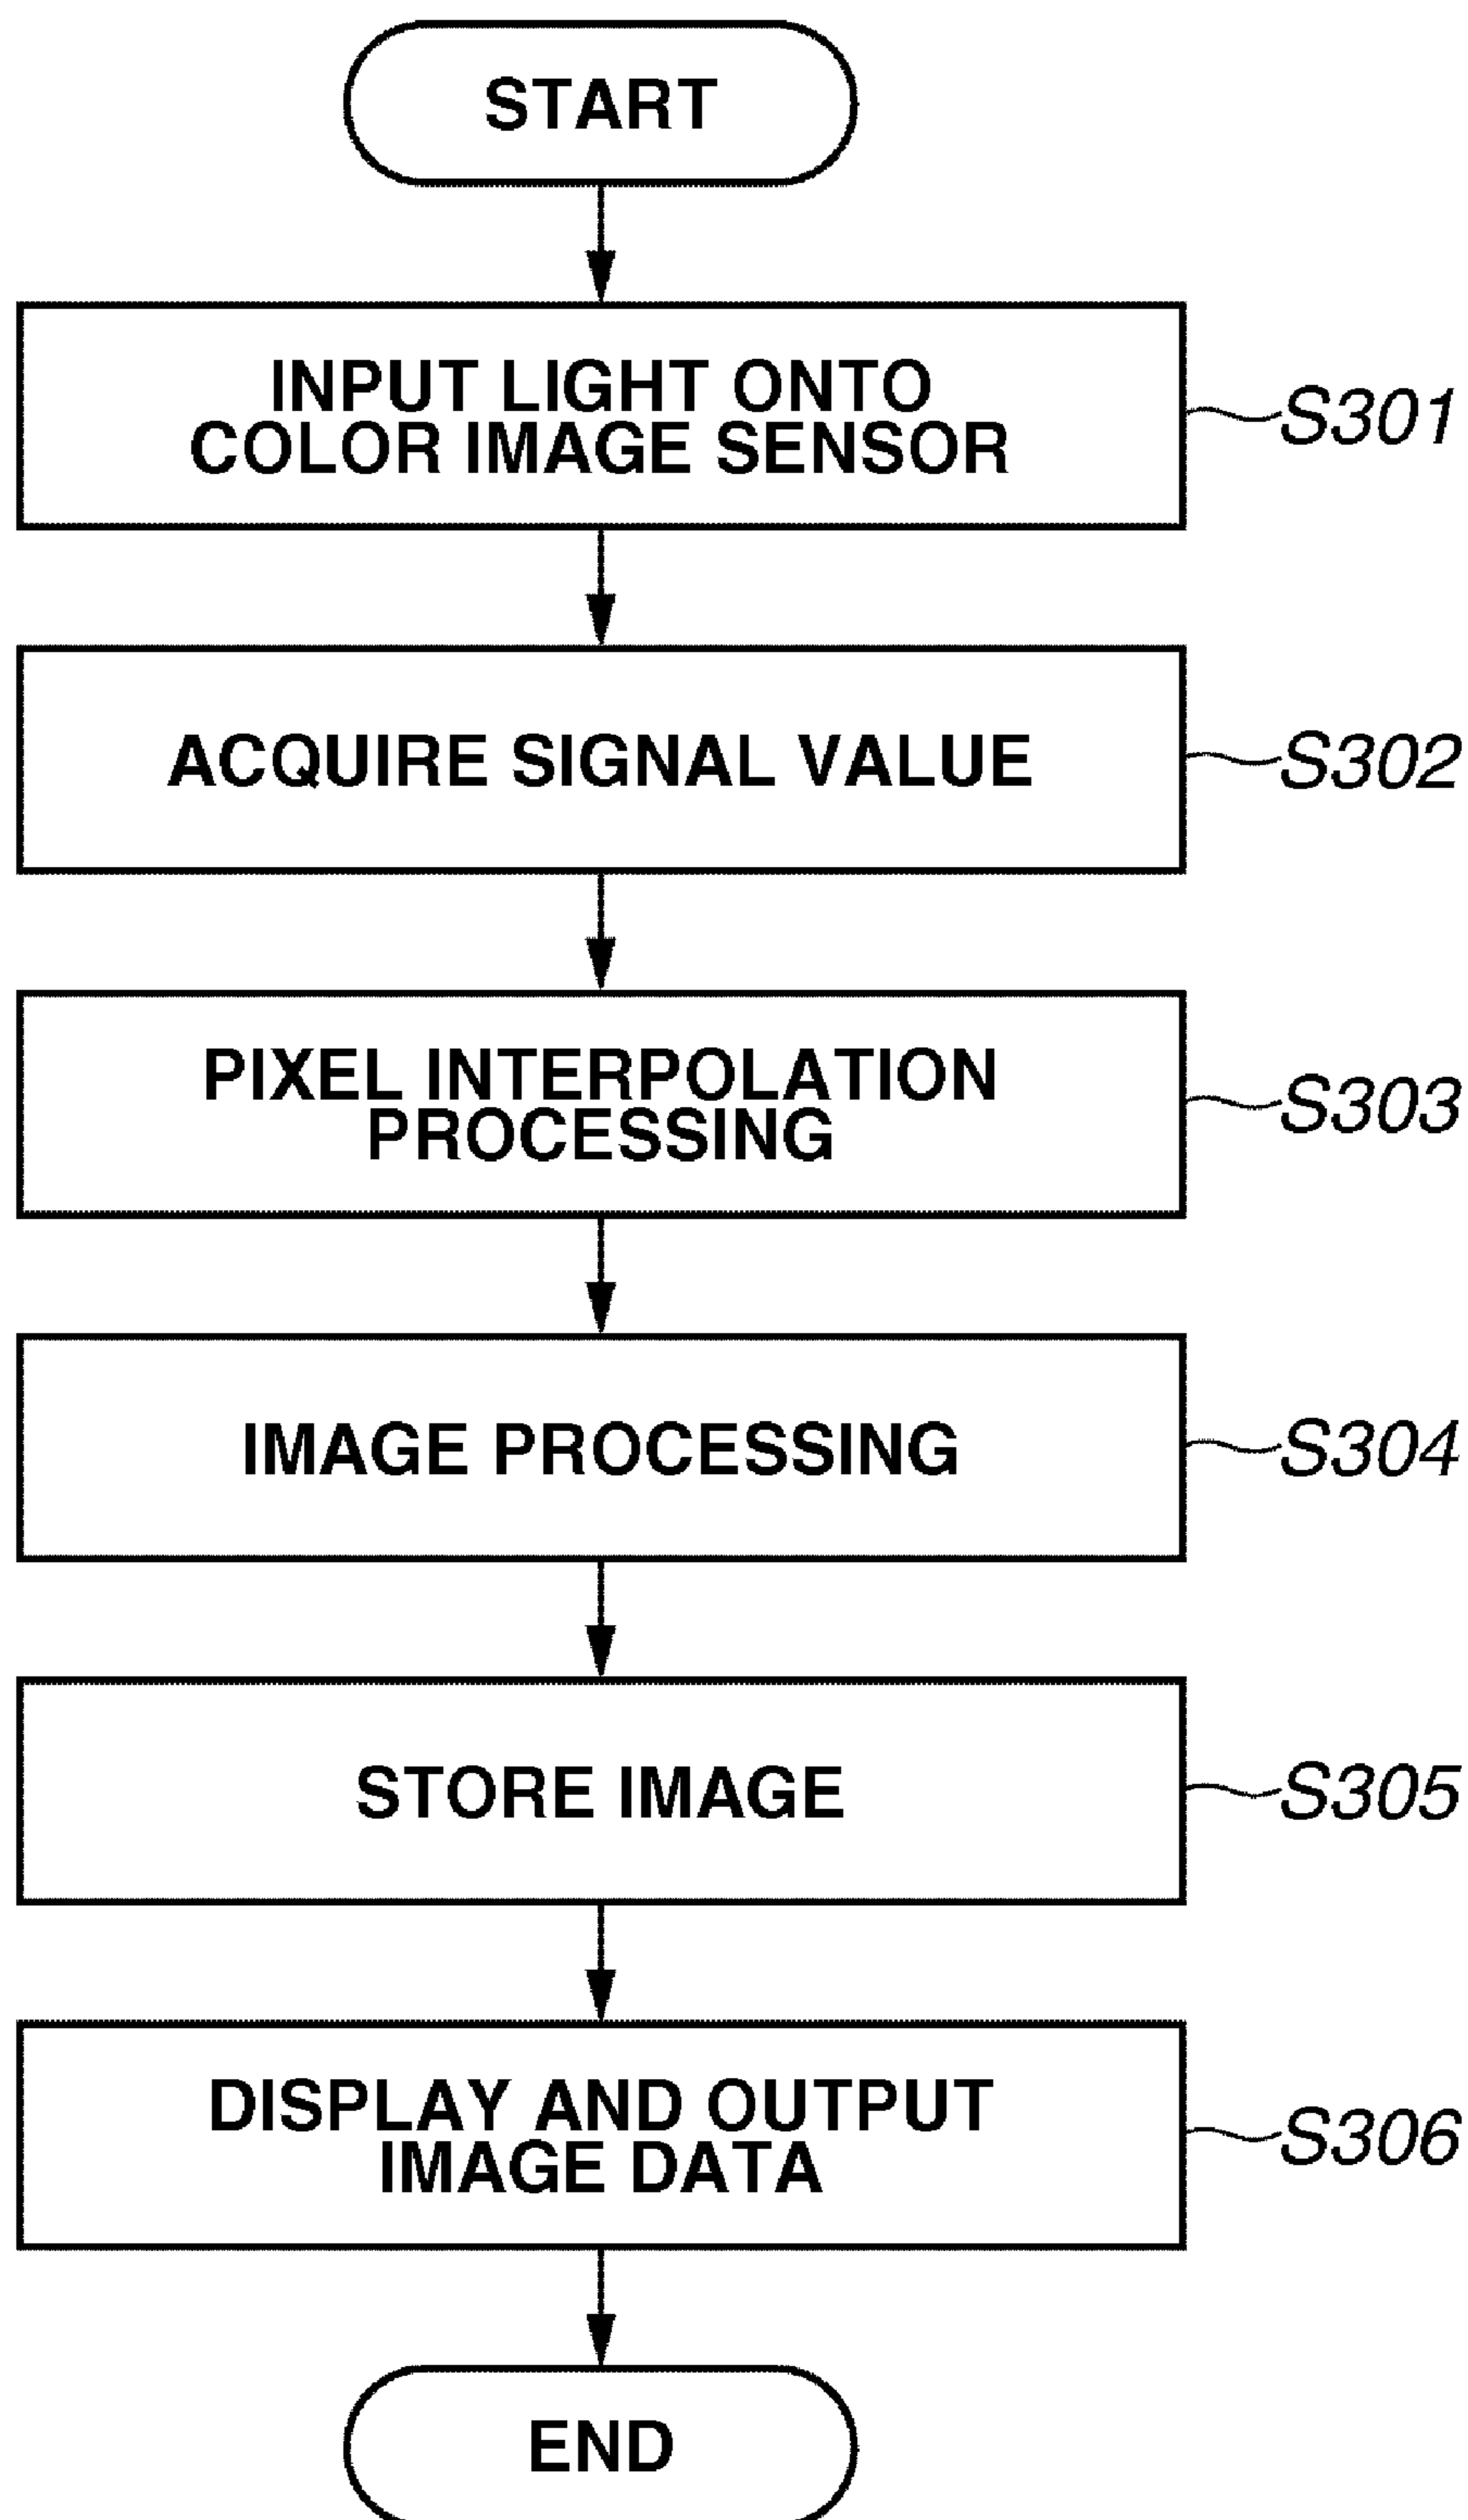 START
INPUT LIGHT ONTO
COLOR IMAGE SENSOR
S301
ACQUIRE SIGNAL VALUE
S302
PIXEL INTERPOLATION
PROCESSING
S303
IMAGE PROCESSING
S304
STORE IMAGE
S305
DISPLAY AND OUTPUT
IMAGE DATA
S306
END